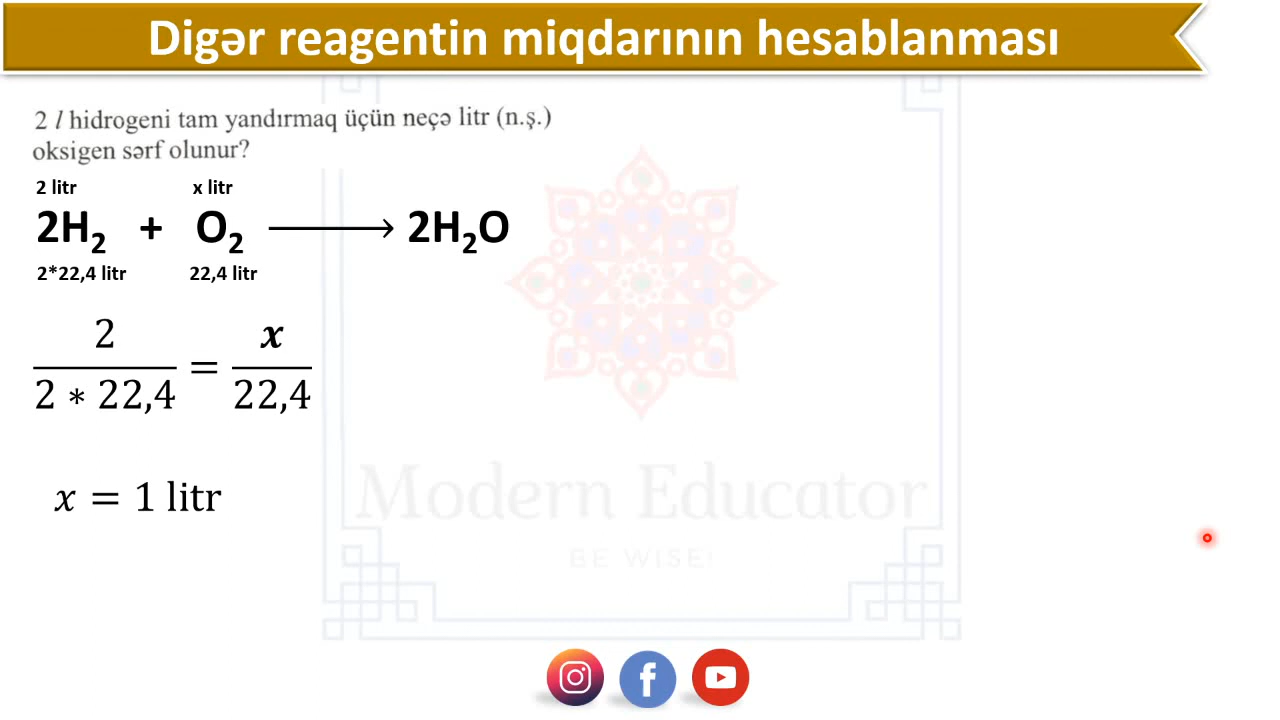 Digər reagentin miqdarının hesablanması
2 l hidrogeni tam yandırmaq üçün neçə litr (n.ş.)
oksigen sərf olunur?
2 litr x litr
2H₂ + O₂ ⟶ 2H₂O
2*22,4 litr 22,4 litr
2/(2 ∗ 22,4) = x/22,4
x = 1 litr
Modern Educator
BE WISE!